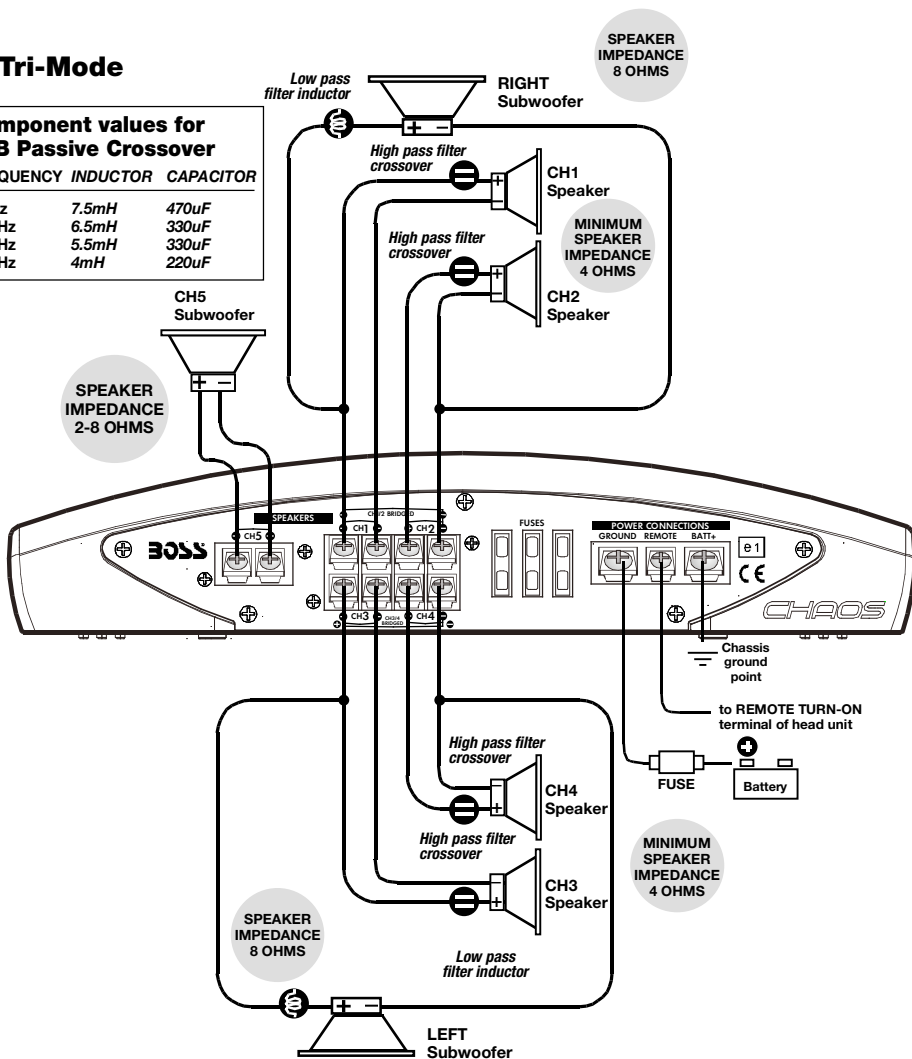 Tri-Mode
SPEAKER
IMPEDANCE
8 OHMS
Low pass
filter inductor
RIGHT
Subwoofer
+ −
mponent values for
B Passive Crossover
QUENCY INDUCTOR CAPACITOR
z 7.5mH 470uF
Hz 6.5mH 330uF
Hz 5.5mH 330uF
Hz 4mH 220uF
High pass filter
crossover
+
−
CH1
Speaker
MINIMUM
SPEAKER
IMPEDANCE
4 OHMS
High pass filter
crossover
+
−
CH2
Speaker
CH5
Subwoofer
+ −
SPEAKER
IMPEDANCE
2-8 OHMS
SPEAKERS
CH5
CH1/2 BRIDGED
CH1
CH2
FUSES
POWER CONNECTIONS
GROUND REMOTE BATT+
BOSS
e1
CE
CHAOS
CH3
CH3/4
BRIDGED
CH4
Chassis
ground
point
to REMOTE TURN-ON
terminal of head unit
+
FUSE
Battery
High pass filter
crossover
−
+
CH4
Speaker
High pass filter
crossover
−
+
CH3
Speaker
MINIMUM
SPEAKER
IMPEDANCE
4 OHMS
SPEAKER
IMPEDANCE
8 OHMS
Low pass
filter inductor
+ −
LEFT
Subwoofer